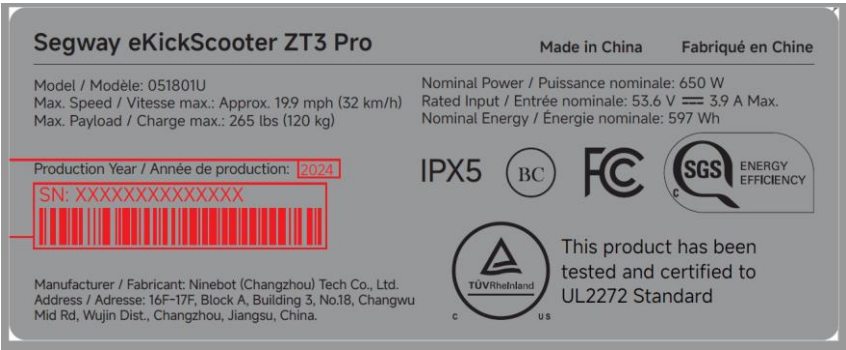 Segway eKickScooter ZT3 Pro
Made in China
Fabriqué en Chine
Model / Modèle: 051801U
Max. Speed / Vitesse max.: Approx. 19.9 mph (32 km/h)
Max. Payload / Charge max.: 265 lbs (120 kg)
Nominal Power / Puissance nominale: 650 W
Rated Input / Entrée nominale: 53.6 V ⎓ 3.9 A Max.
Nominal Energy / Énergie nominale: 597 Wh
Production Year / Année de production: 2024
SN: XXXXXXXXXXXXXX
IPX5
BC
FC
SGS
C
ENERGY
EFFICIENCY
Manufacturer / Fabricant: Ninebot (Changzhou) Tech Co., Ltd.
Address / Adresse: 16F-17F, Block A, Building 3, No.18, Changwu
Mid Rd, Wujin Dist., Changzhou, Jiangsu, China.
TÜVRheinland
C US
This product has been
tested and certified to
UL2272 Standard